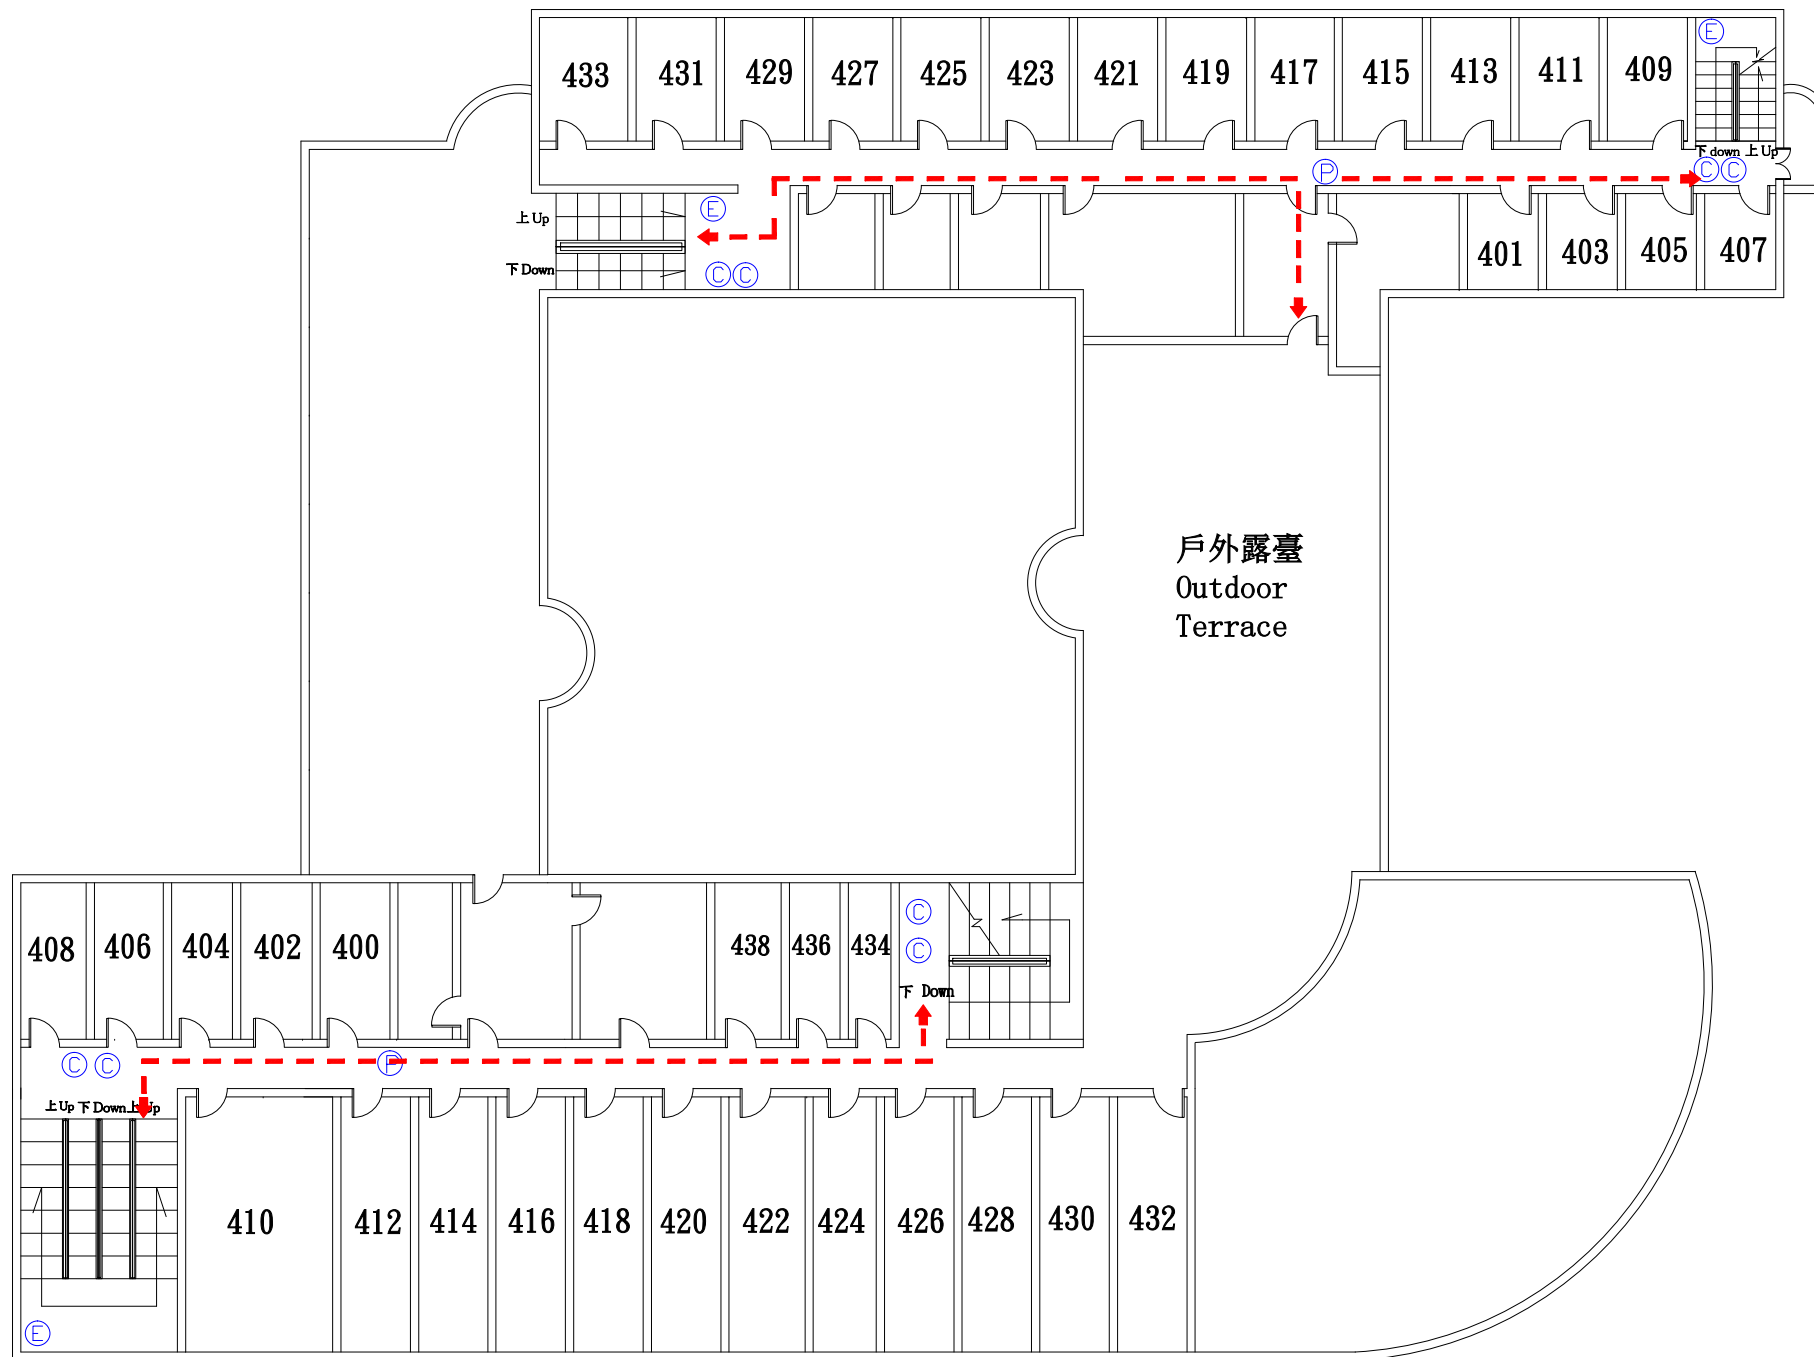 433 431 429 427 425 423 421 419 417 415 413 411 409
E
下 down 上 Up
P
C C
上 Up
E
下 Down
C C
401 403 405 407
戶外露臺
Outdoor
Terrace
408 406 404 402 400 438 436 434
C
C
下 Down
C C
P
上 Up 下 Down 上 Up
410 412 414 416 418 420 422 424 426 428 430 432
E